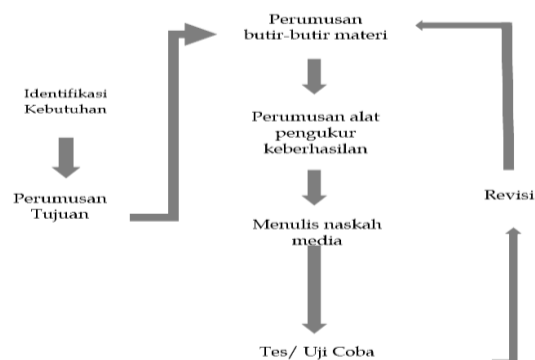 Identifikasi
Kebutuhan
Perumusan
Tujuan
Perumusan
butir-butir materi
Perumusan alat
pengukur
keberhasilan
Menulis naskah
media
Tes/ Uji Coba
Revisi